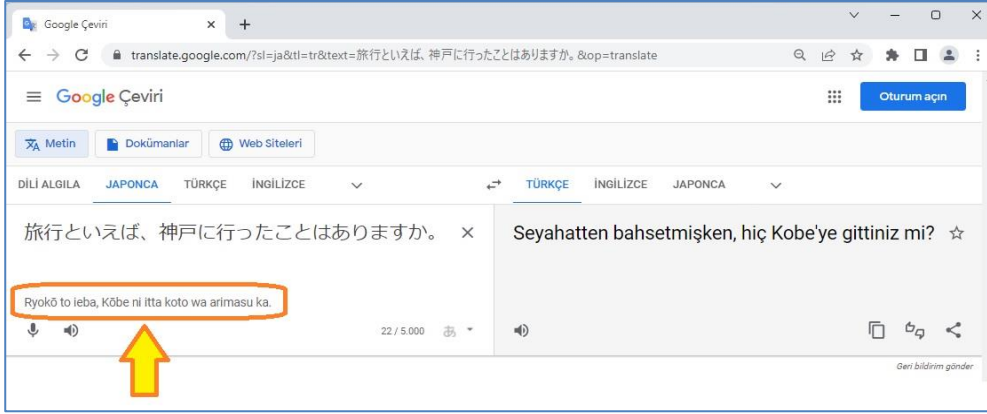 Google Çeviri
translate.google.com/?sl=ja&tl=tr&text=旅行といえば、神戸に行ったことはありますか。&op=translate
Google Çeviri
Oturum açın
Metin Dokümanlar Web Siteleri
DİLİ ALGILA JAPONCA TÜRKÇE İNGİLİZCE TÜRKÇE İNGİLİZCE JAPONCA
旅行といえば、神戸に行ったことはありますか。 Seyahatten bahsetmişken, hiç Kobe'ye gittiniz mi?
Ryokō to ieba, Kōbe ni itta koto wa arimasu ka.
22 / 5.000 あ
Geri bildirim gönder